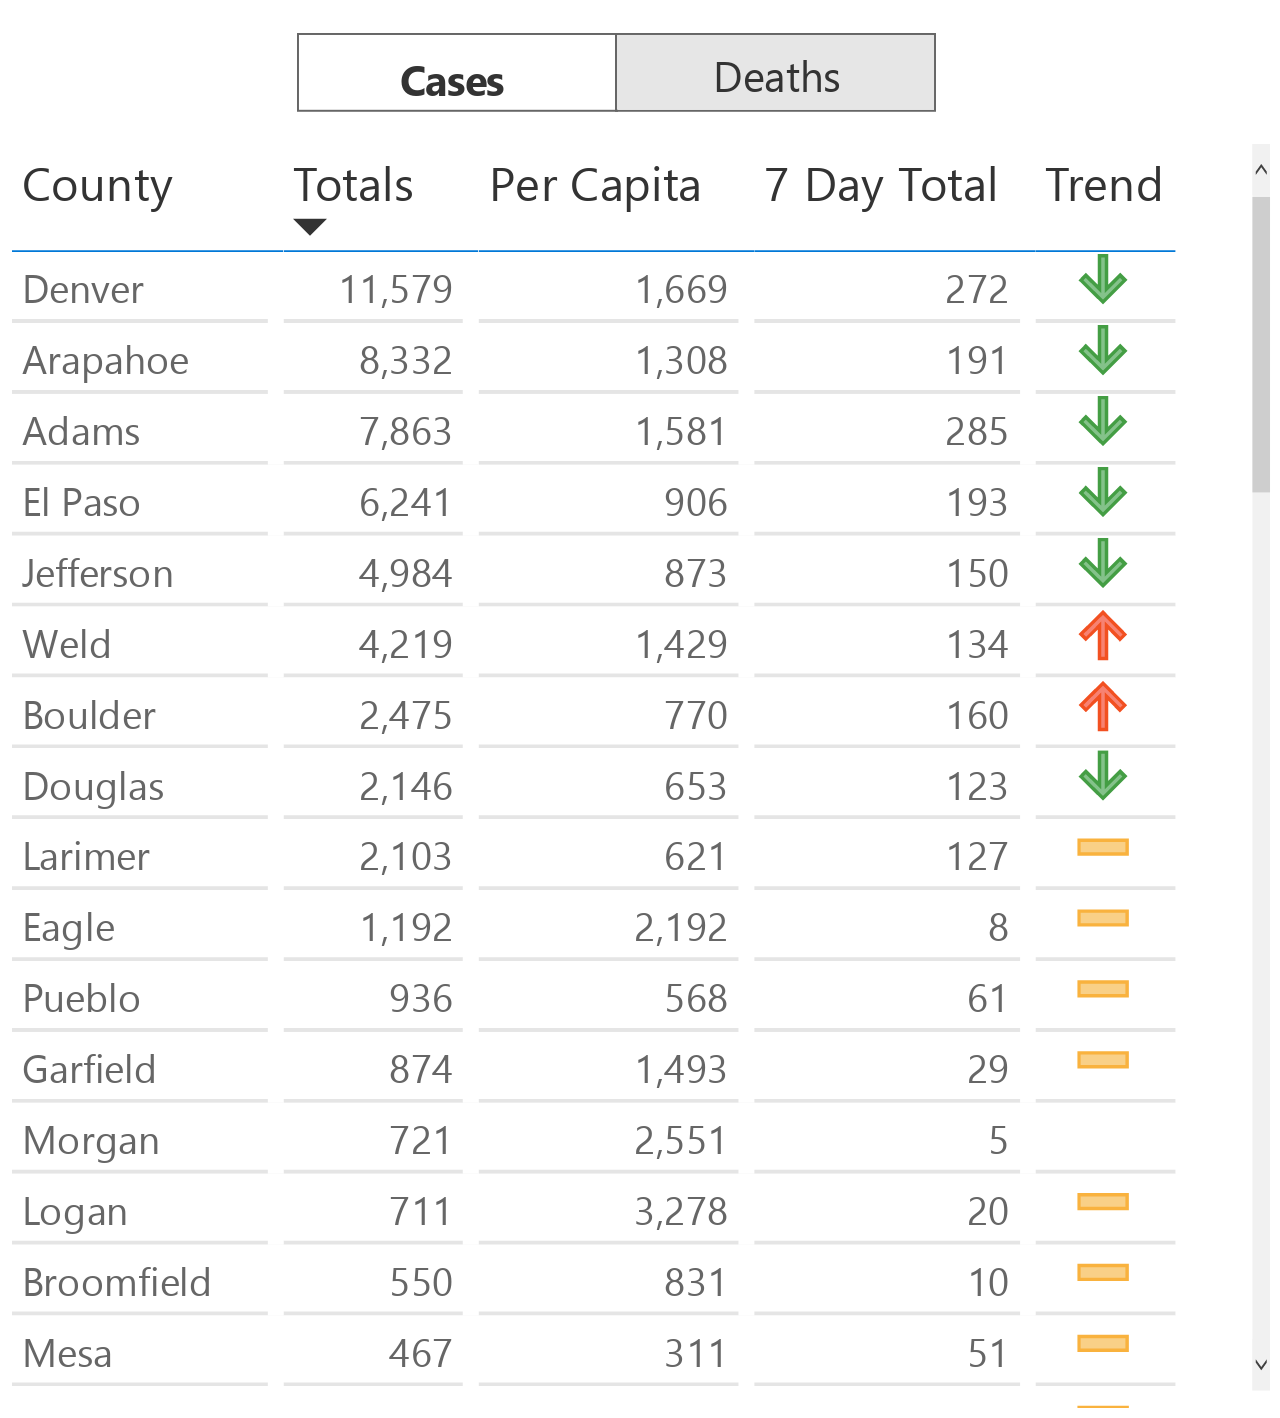 Cases Deaths
County Totals Per Capita 7 Day Total Trend
Denver 11,579 1,669 272
Arapahoe 8,332 1,308 191
Adams 7,863 1,581 285
El Paso 6,241 906 193
Jefferson 4,984 873 150
Weld 4,219 1,429 134
Boulder 2,475 770 160
Douglas 2,146 653 123
Larimer 2,103 621 127
Eagle 1,192 2,192 8
Pueblo 936 568 61
Garfield 874 1,493 29
Morgan 721 2,551 5
Logan 711 3,278 20
Broomfield 550 831 10
Mesa 467 311 51